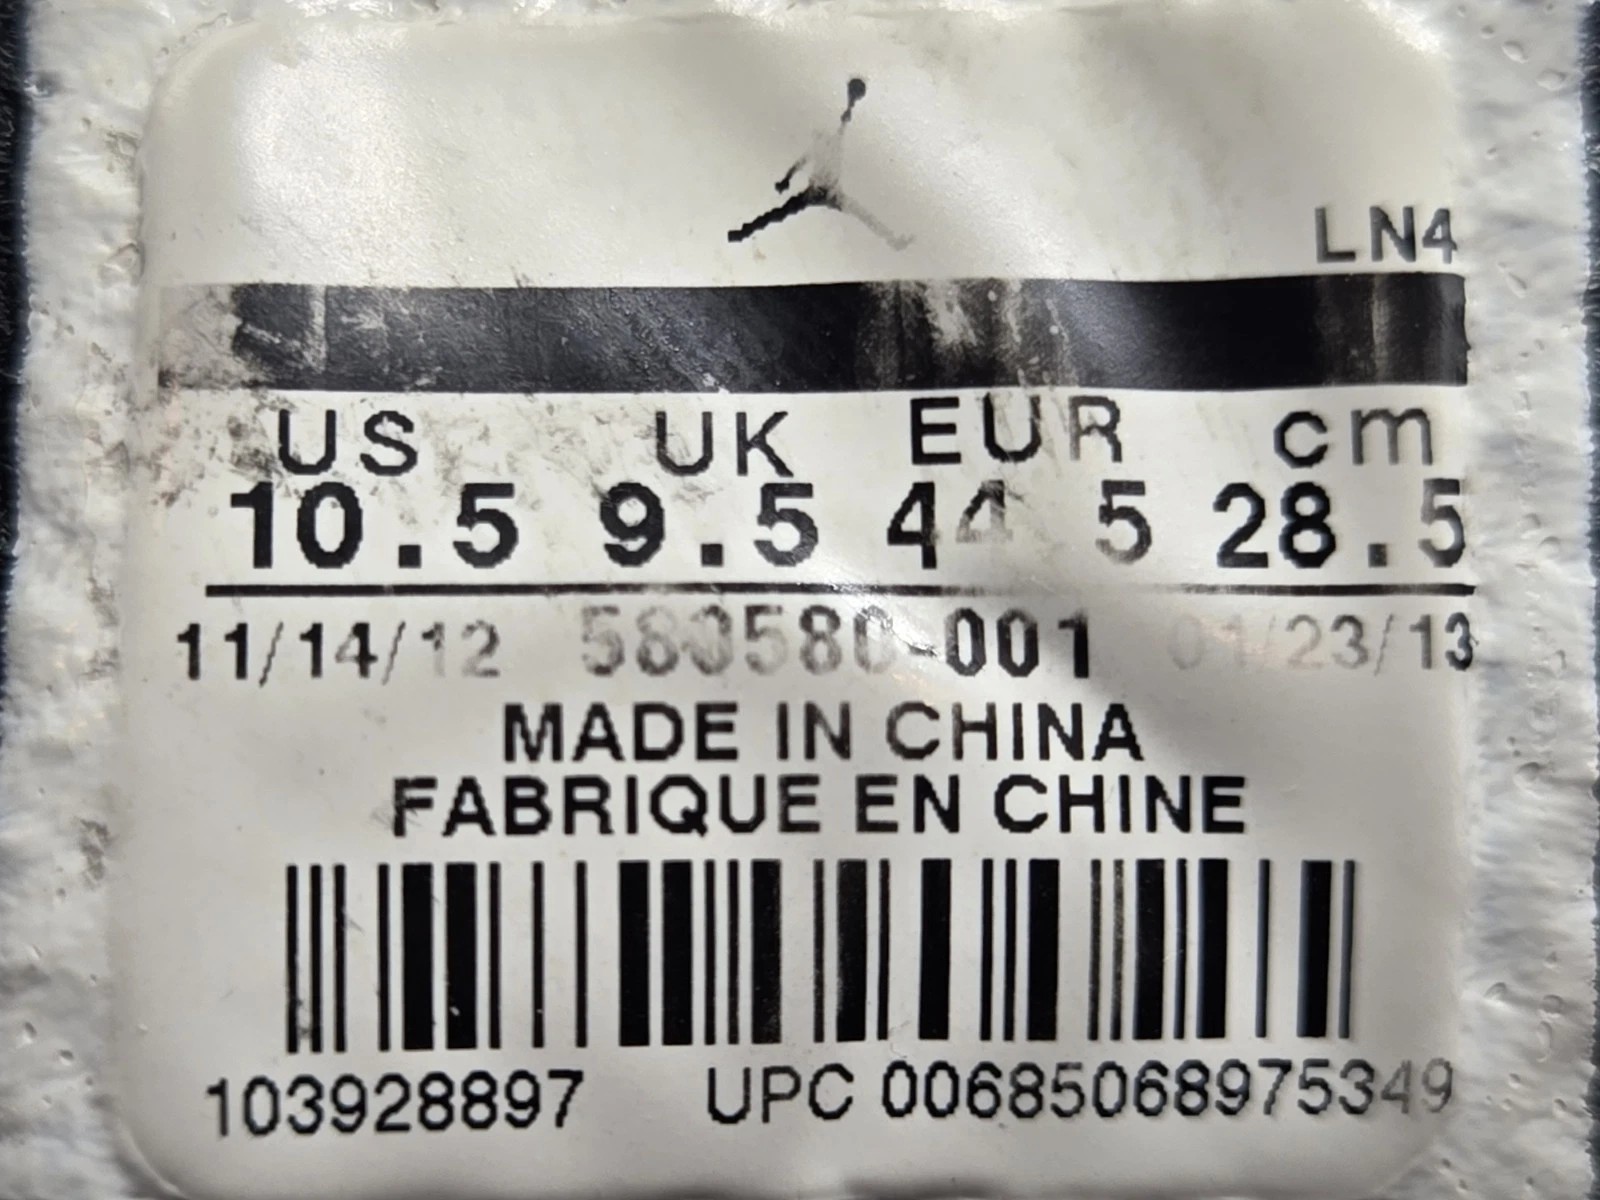 LN4
US UK EUR cm
10.5 9.5 44 5 28.5
11/14/12 580580-001 01/23/13
MADE IN CHINA
FABRIQUE EN CHINE
103928897 UPC 00685068975349